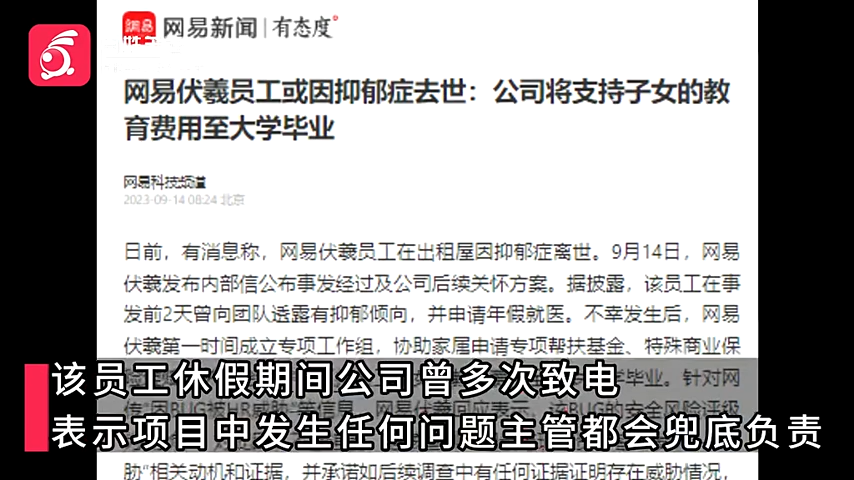 网易
网易新闻 | 有态度°
网易伏羲员工或因抑郁症去世：公司将支持子女的教
育费用至大学毕业
网易科技频道
2023-09-14 08:24 北京
日前，有消息称，网易伏羲员工在出租屋因抑郁症离世。9月14日，网易
伏羲发布内部信公布事发经过及公司后续关怀方案。据披露，该员工在事
发前2天曾向团队透露有抑郁倾向，并申请年假就医。不幸发生后，网易
伏羲第一时间成立专项工作组，协助家属申请专项帮扶基金、特殊商业保
毕业。针对网
该员工休假期间公司曾多次致电
表示项目中发生任何问题主管都会兜底负责
胁”相关动机和证据，并承诺如后续调查中有任何证据证明存在威胁情况，